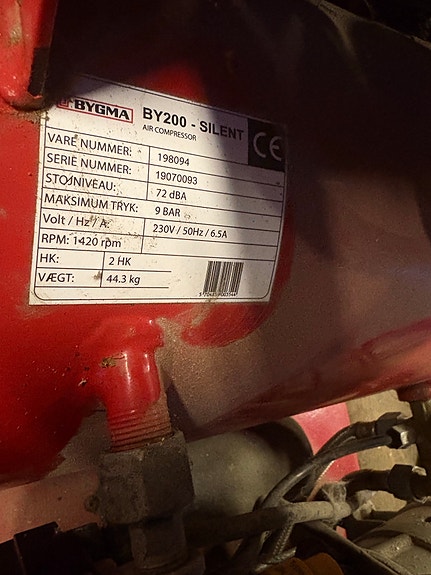 BYGMA BY200 - SILENT CE
AIR COMPRESSOR
VARE NUMMER: 198094
SERIE NUMMER: 19070093
STØJNIVEAU: 72 dBA
MAKSIMUM TRYK: 9 BAR
Volt / Hz / A: 230V / 50Hz / 6.5A
RPM: 1420 rpm
HK: 2 HK
VÆGT: 44.3 kg